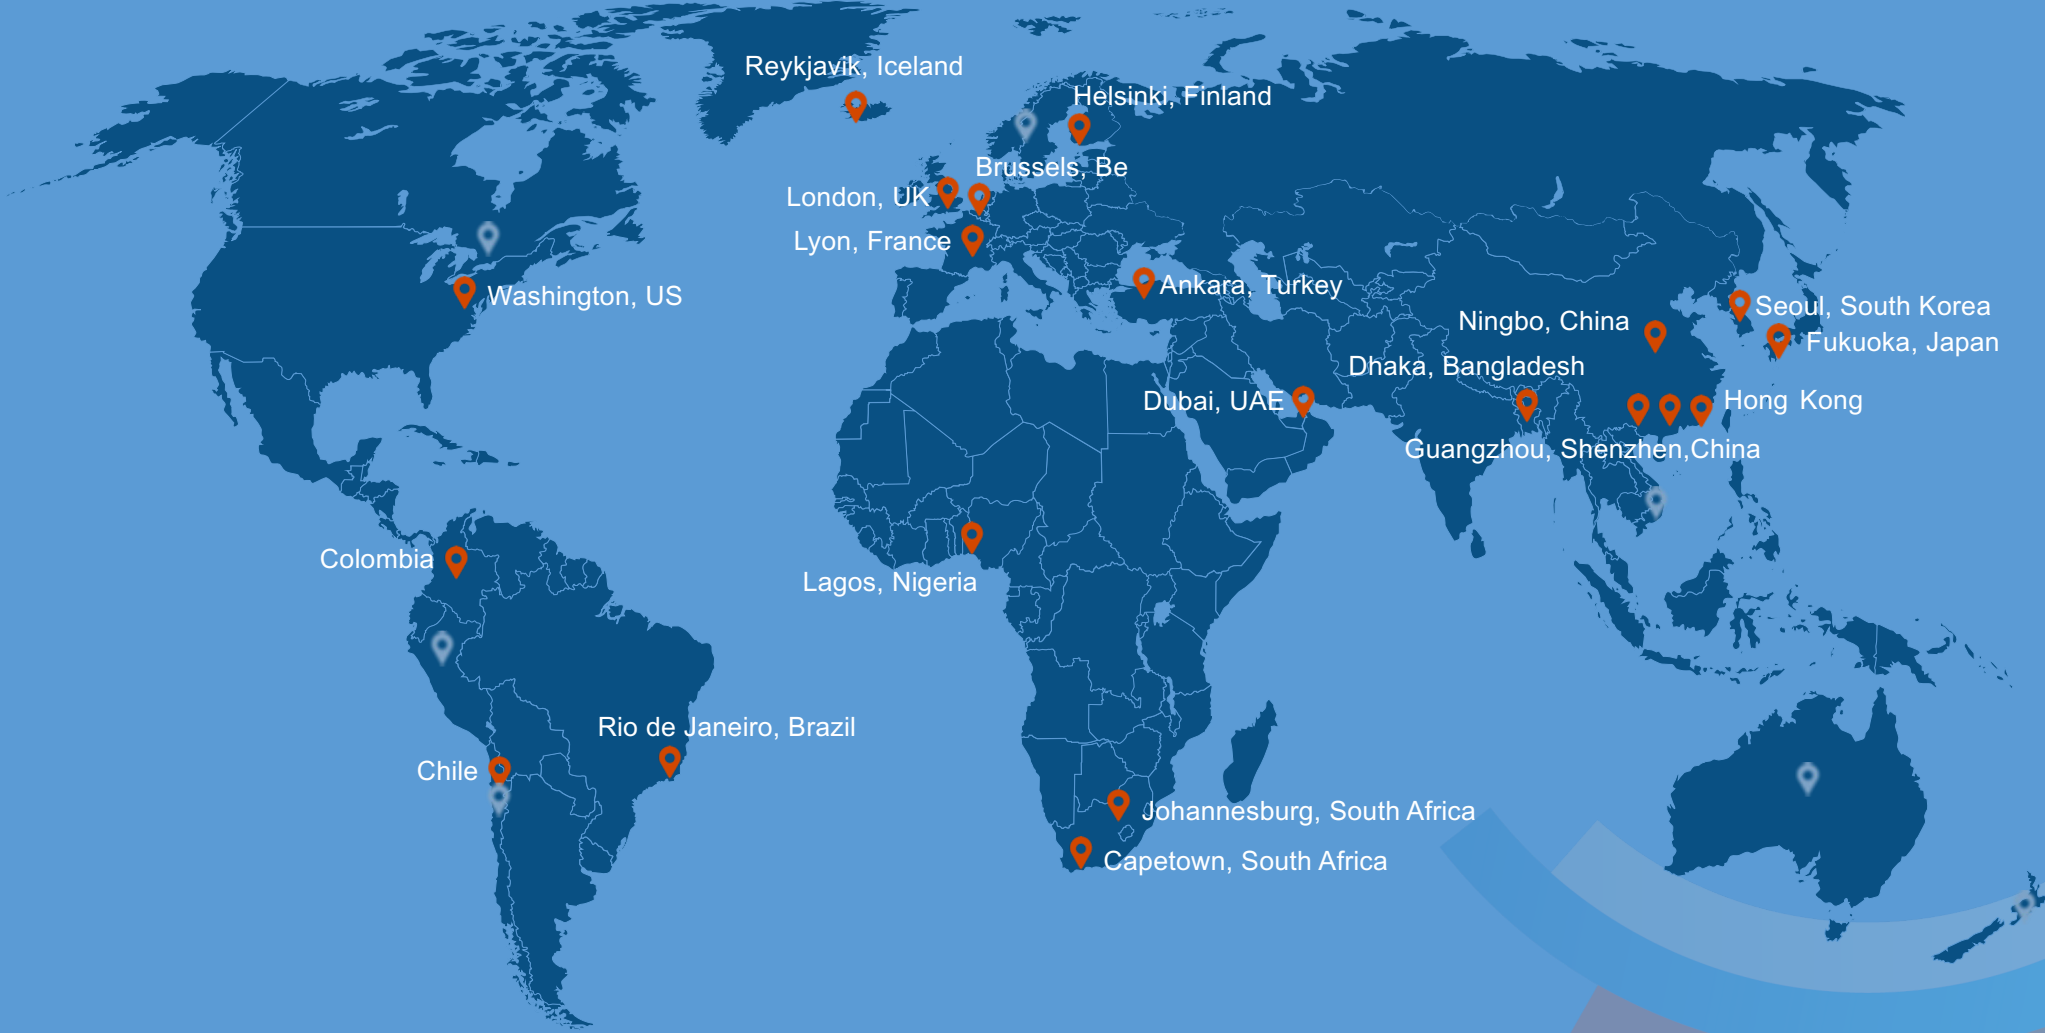 Reykjavik, Iceland
Helsinki, Finland
Brussels, Be
London, UK
Lyon, France
Washington, US
Ankara, Turkey
Seoul, South Korea
Ningbo, China
Fukuoka, Japan
Dhaka, Bangladesh
Dubai, UAE
Hong Kong
Guangzhou, Shenzhen,China
Colombia
Lagos, Nigeria
Rio de Janeiro, Brazil
Chile
Johannesburg, South Africa
Capetown, South Africa